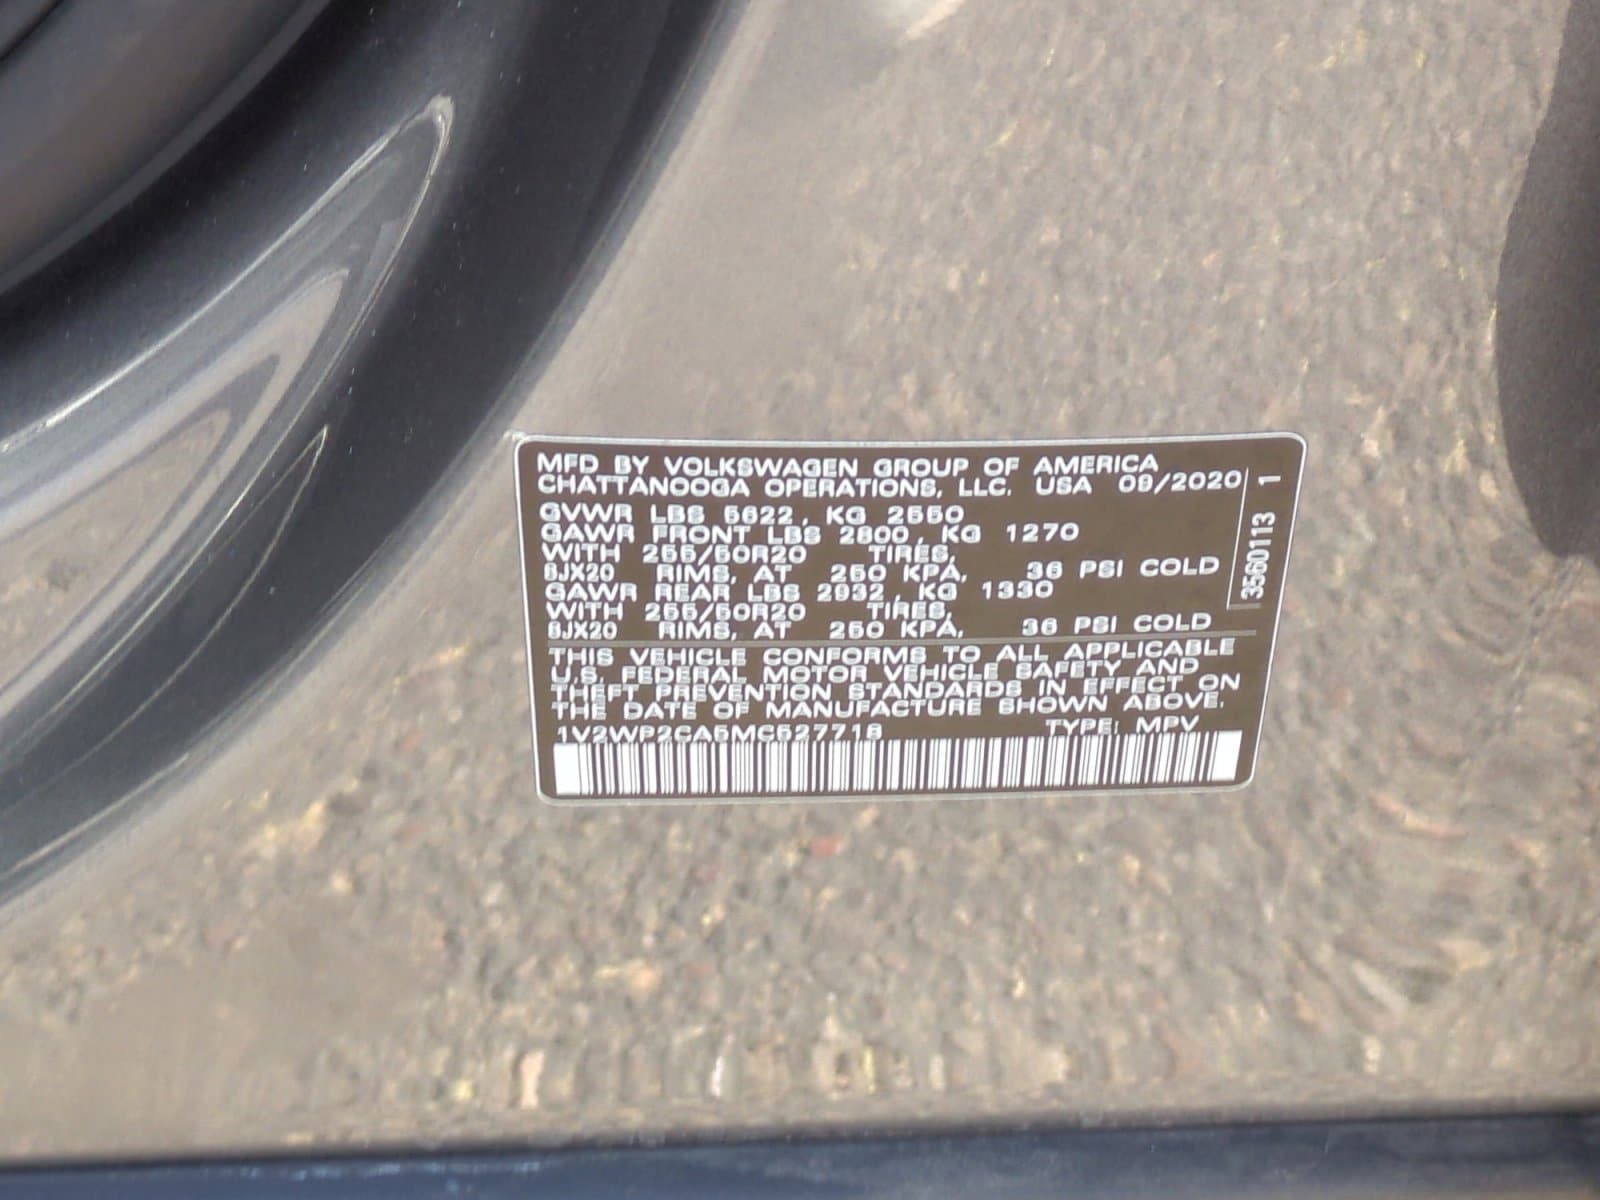 MFD BY VOLKSWAGEN GROUP OF AMERICA
CHATTANOOGA OPERATIONS, LLC. USA 09/2020
GVWR LBS 5622, KG 2550
GAWR FRONT LBS 2800, KG 1270
WITH 255/50R20 TIRES,
8JX20 RIMS, AT 250 KPA, 36 PSI COLD
GAWR REAR LBS 2932, KG 1330
WITH 255/50R20 TIRES,
8JX20 RIMS, AT 250 KPA, 36 PSI COLD
THIS VEHICLE CONFORMS TO ALL APPLICABLE
U.S. FEDERAL MOTOR VEHICLE SAFETY AND
THEFT PREVENTION STANDARDS IN EFFECT ON
THE DATE OF MANUFACTURE SHOWN ABOVE.
1V2WP2CA5MC527718 TYPE: MPV
3560113 1